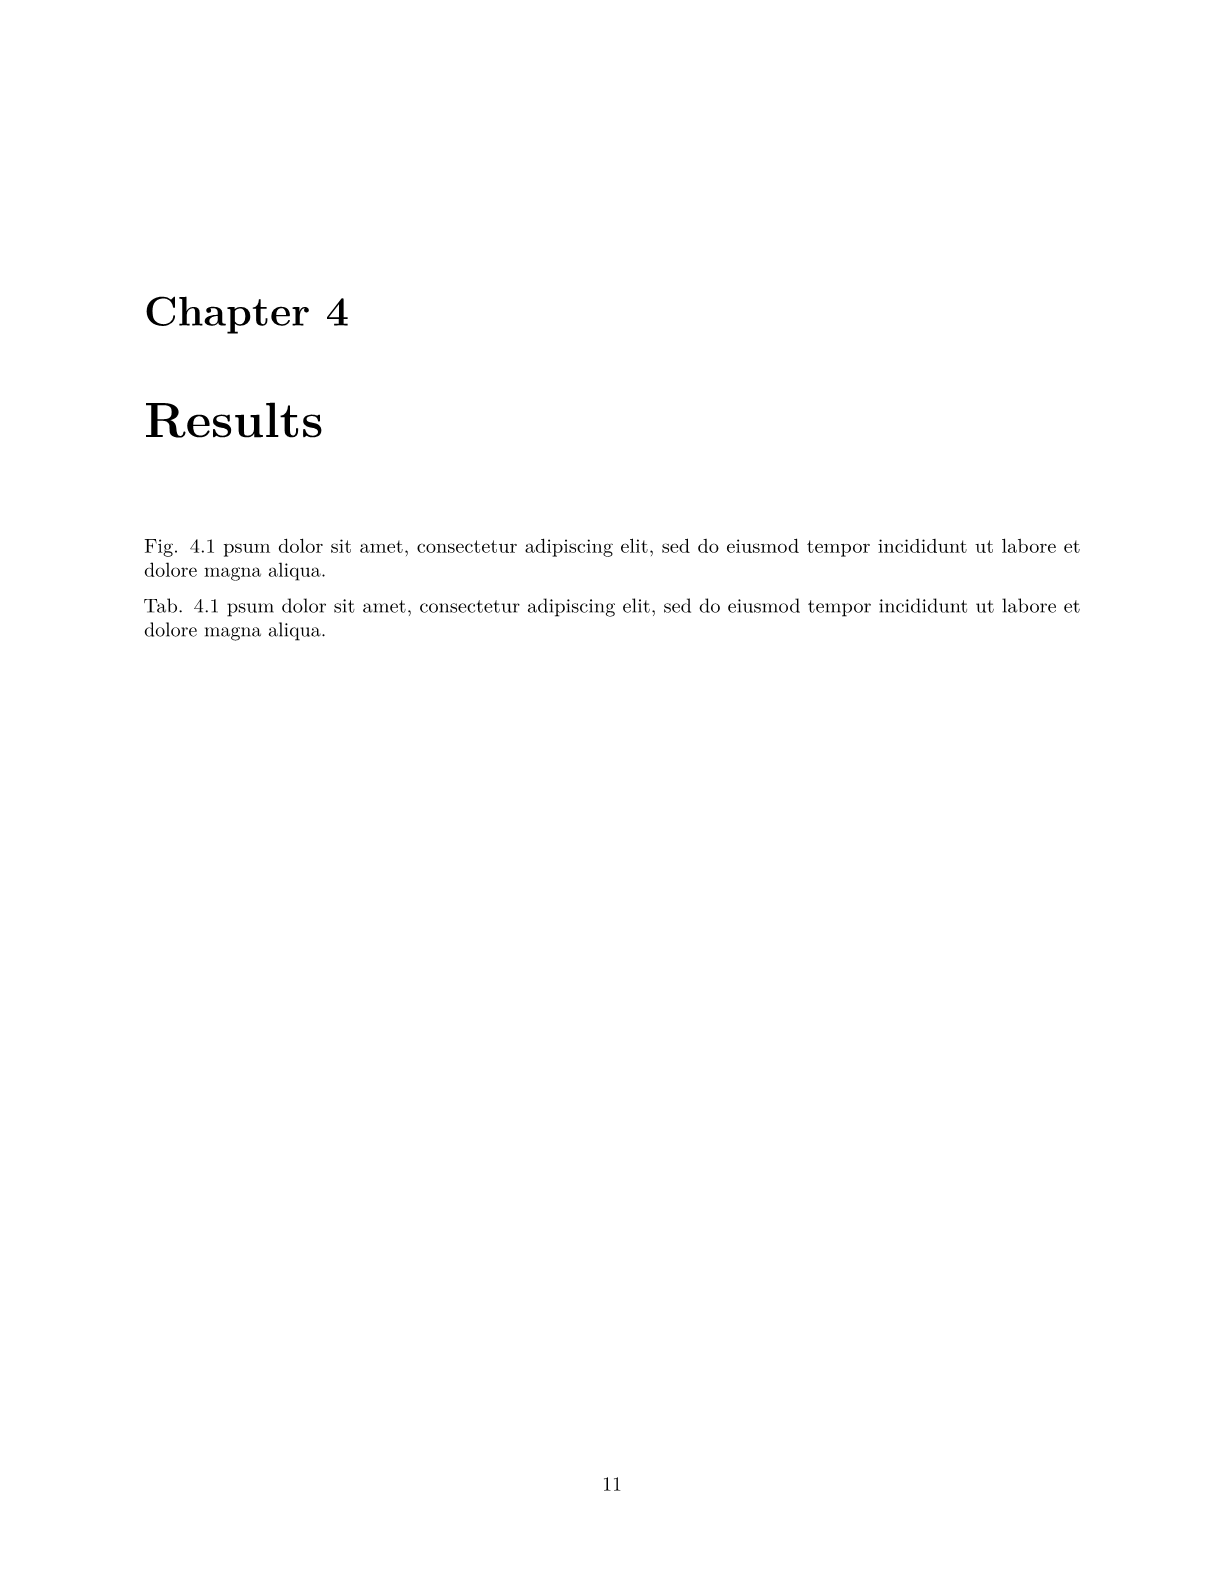 Chapter 4
Results
Fig. 4.1 psum dolor sit amet, consectetur adipiscing elit, sed do eiusmod tempor incididunt ut labore et
dolore magna aliqua.
Tab. 4.1 psum dolor sit amet, consectetur adipiscing elit, sed do eiusmod tempor incididunt ut labore et
dolore magna aliqua.
11